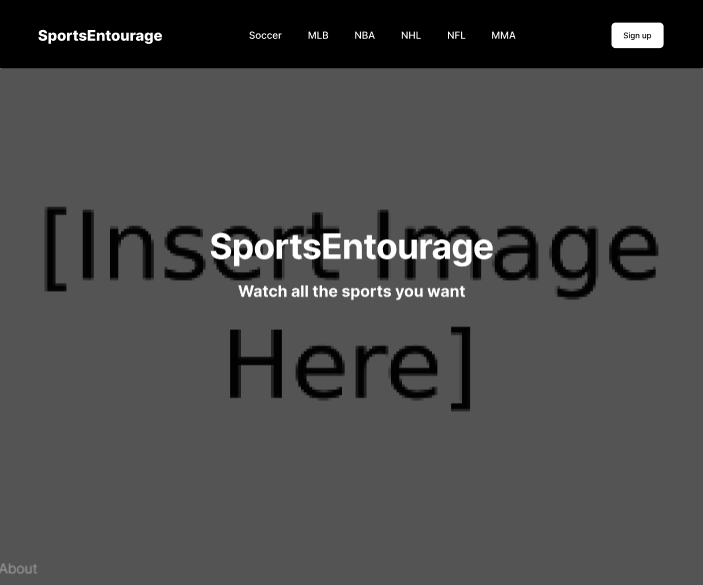 SportsEntourage
Soccer MLB NBA NHL NFL MMA
Sign up
[Insert Image
Here]
SportsEntourage
Watch all the sports you want
About